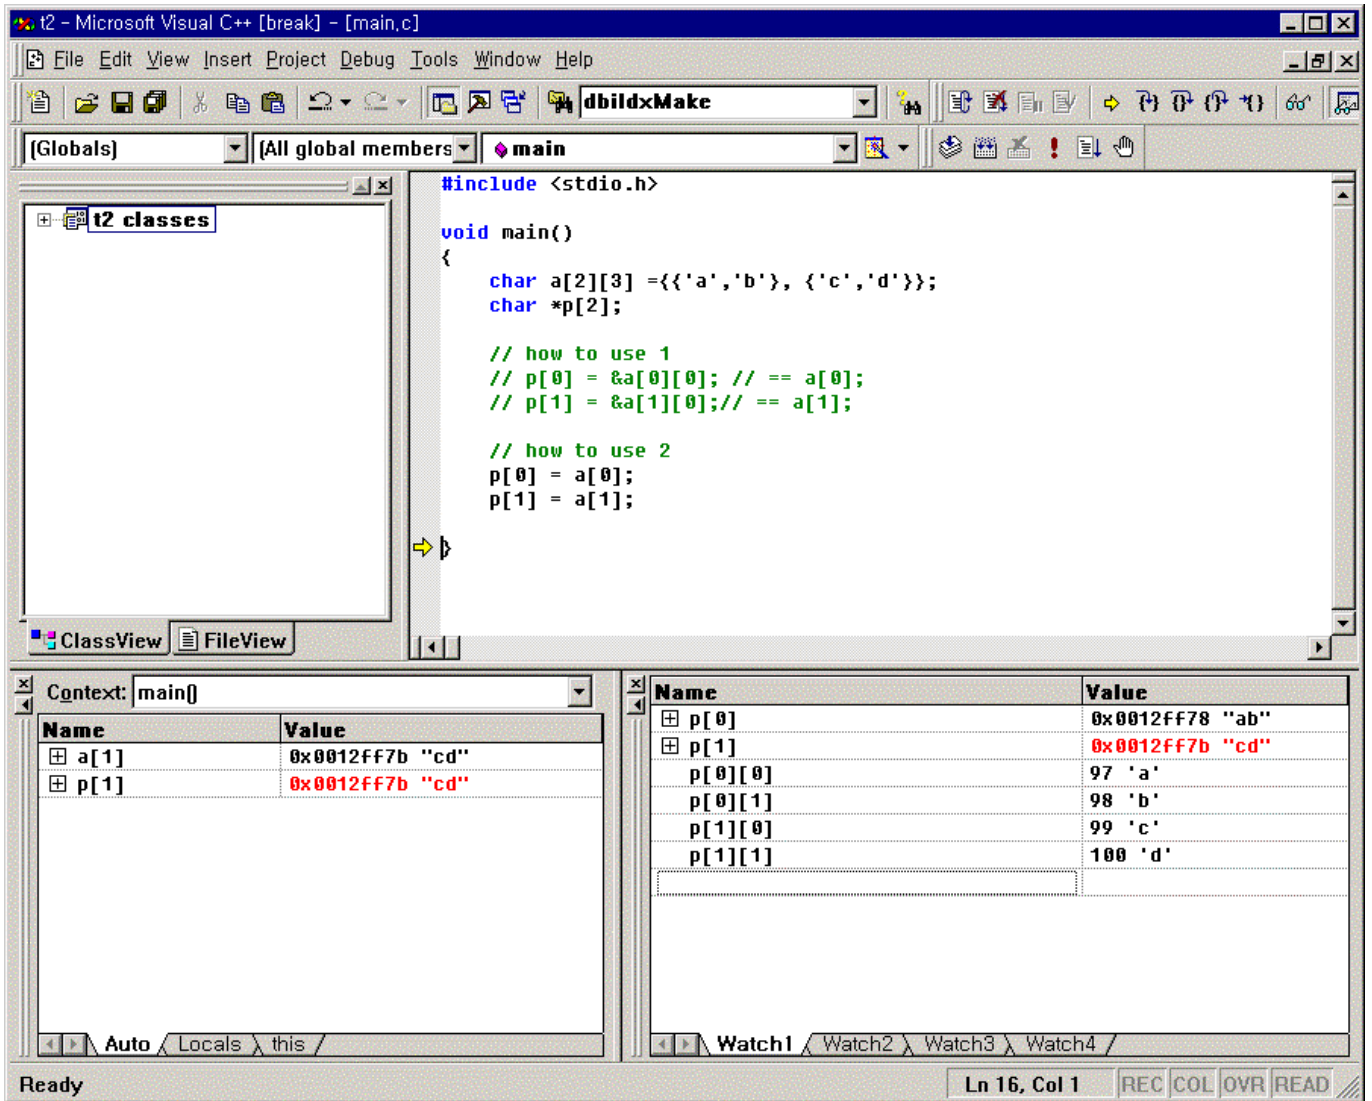 t2 - Microsoft Visual C++ [break] - [main.c]
File Edit View Insert Project Debug Tools Window Help
dbiIdxMake
(Globals) (All global members main
t2 classes
#include <stdio.h>
void main()
{
char a[2][3] ={{'a','b'}, {'c','d'}};
char *p[2];
// how to use 1
// p[0] = &a[0][0]; // == a[0];
// p[1] = &a[1][0];// == a[1];
// how to use 2
p[0] = a[0];
p[1] = a[1];
}
ClassView FileView
Context: main()
Name Value
a[1] 0x0012ff7b "cd"
p[1] 0x0012ff7b "cd"
Auto Locals this
Name Value
p[0] 0x0012ff78 "ab"
p[1] 0x0012ff7b "cd"
p[0][0] 97 'a'
p[0][1] 98 'b'
p[1][0] 99 'c'
p[1][1] 100 'd'
Watch1 Watch2 Watch3 Watch4
Ready
Ln 16, Col 1 REC COL OVR READ